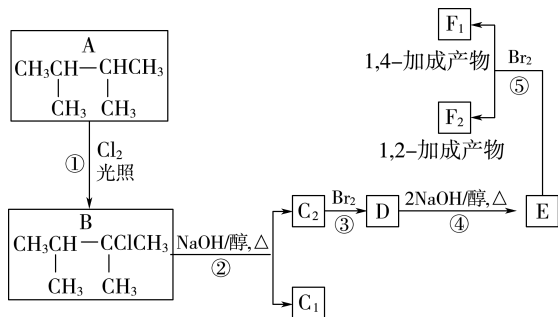 A
CH₃CH—CHCH₃
CH₃ CH₃
① Cl₂
光照
B
CH₃CH—CClCH₃
CH₃ CH₃
NaOH/醇,△
②
C₂
C₁
Br₂
③
D
2NaOH/醇,△
④
E
Br₂
⑤
F₁
1,4-加成产物
F₂
1,2-加成产物